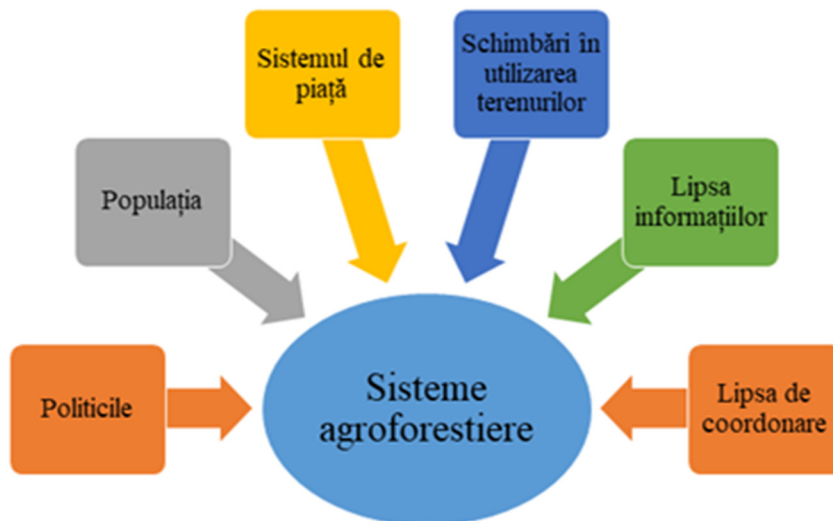 Sistemul de
piață
Schimbări în
utilizarea
terenurilor
Populația
Lipsa
informațiilor
Politicile
Sisteme
agroforestiere
Lipsa de
coordonare